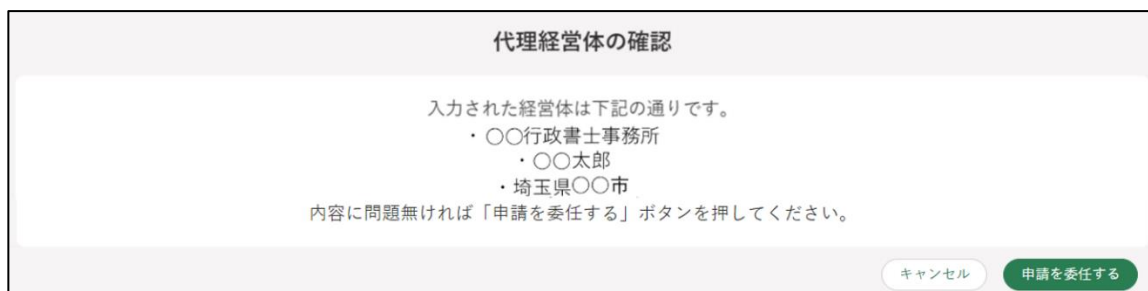 代理経営体の確認
入力された経営体は下記の通りです。
・〇〇行政書士事務所
・〇〇太郎
・埼玉県〇〇市
内容に問題無ければ「申請を委任する」ボタンを押してください。
キャンセル
申請を委任する